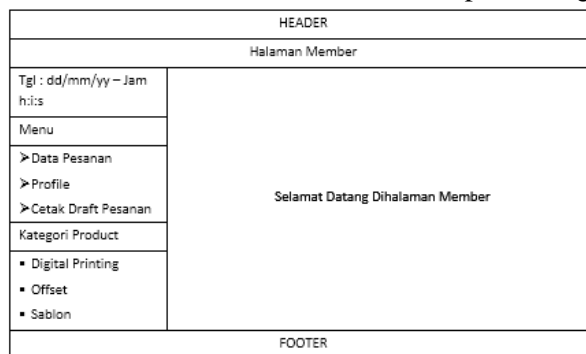 HEADER
Halaman Member
Tgl : dd/mm/yy – Jam
h:i:s
Menu
➢Data Pesanan
➢Profile
➢Cetak Draft Pesanan
Kategori Product
▪ Digital Printing
▪ Offset
▪ Sablon
Selamat Datang Dihalaman Member
FOOTER